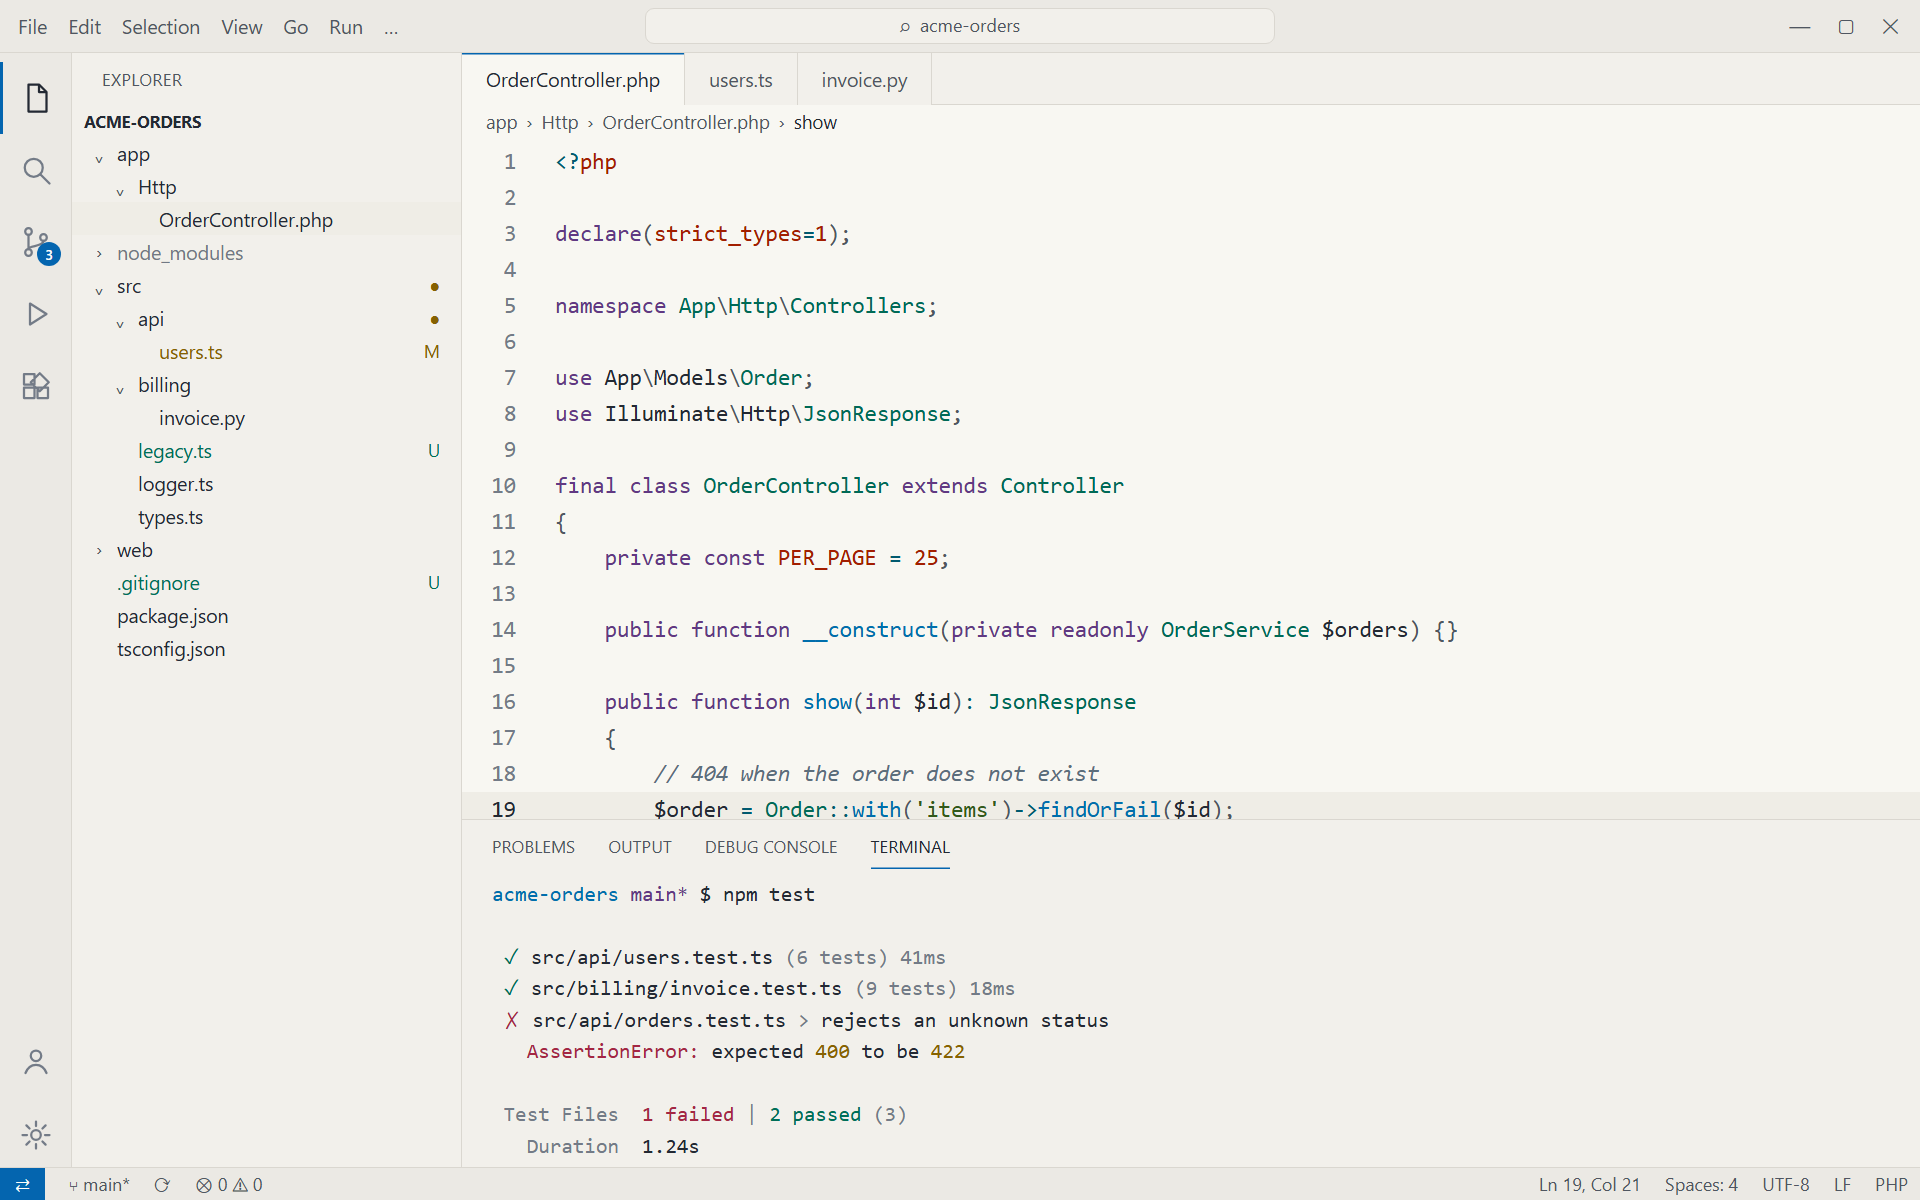 File Edit Selection View Go Run ...
acme-orders
EXPLORER
ACME-ORDERS
app
Http
OrderController.php
node_modules
src
api
users.ts M
billing
invoice.py
legacy.ts U
logger.ts
types.ts
web
.gitignore U
package.json
tsconfig.json
3
OrderController.php users.ts invoice.py
app › Http › OrderController.php › show
1 <?php
2
3 declare(strict_types=1);
4
5 namespace App\Http\Controllers;
6
7 use App\Models\Order;
8 use Illuminate\Http\JsonResponse;
9
10 final class OrderController extends Controller
11 {
12     private const PER_PAGE = 25;
13
14     public function __construct(private readonly OrderService $orders) {}
15
16     public function show(int $id): JsonResponse
17     {
18         // 404 when the order does not exist
19         $order = Order::with('items')->findOrFail($id);
PROBLEMS OUTPUT DEBUG CONSOLE TERMINAL
acme-orders main* $ npm test
✓ src/api/users.test.ts (6 tests) 41ms
✓ src/billing/invoice.test.ts (9 tests) 18ms
✗ src/api/orders.test.ts > rejects an unknown status
AssertionError: expected 400 to be 422
Test Files 1 failed | 2 passed (3)
Duration 1.24s
main* 0 0 Ln 19, Col 21 Spaces: 4 UTF-8 LF PHP